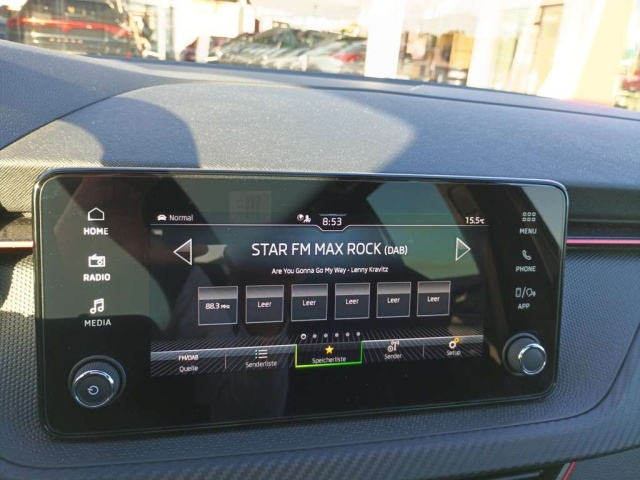 Normal
8:53
15.5°C
HOME
RADIO
MEDIA
STAR FM MAX ROCK (DAB)
Are You Gonna Go My Way - Lenny Kravitz
88.3 MHz
Leer
Leer
Leer
Leer
Leer
FM/DAB
Quelle
Senderliste
Speicherliste
Sender
Setup
MENU
PHONE
APP